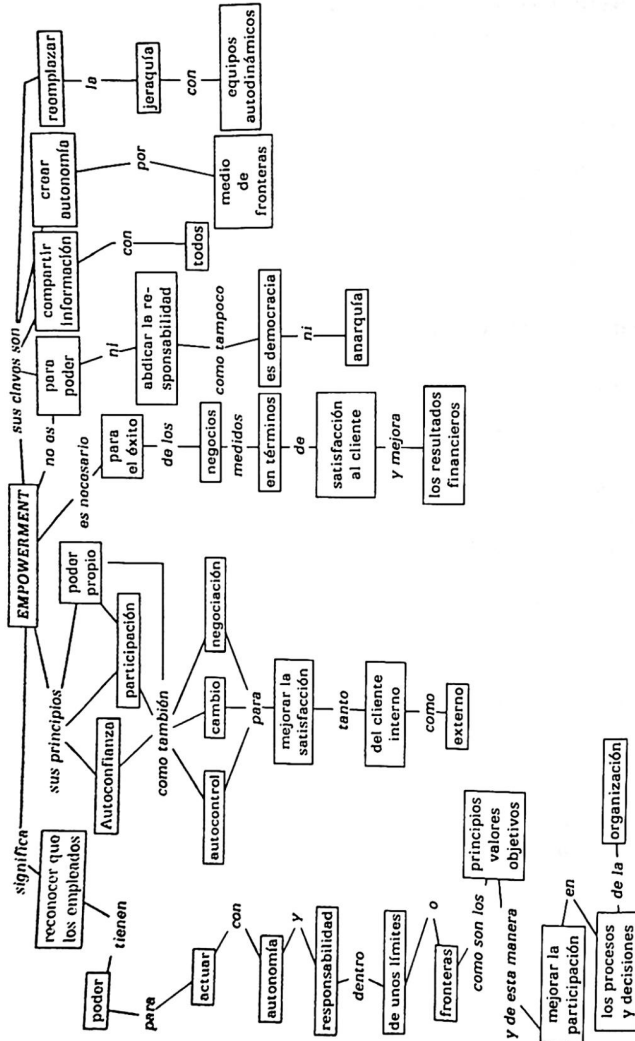 EMPOWERMENT
significa
reconocer que
los empleados
tienen
poder
para
actuar
con
autonomía
y
responsabilidad
dentro
de unos límites
o
fronteras
como son los
principios
valores
objetivos
y de esta manera
mejorar la
participación
en
los procesos
y decisiones
de la
organización
sus principios
Autoconfianza
participación
poder
propio
como también
autocontrol
cambio
negociación
para
mejorar la
satisfacción
tanto
del cliente
interno
como
externo
es necosario
para
el éxito
de los
negocios
medidos
en términos
de
satisfacción
al cliente
y mejora
los resultados
financieros
no es
para
poder
ni
abdicar la re-
sponsabilidad
como tampoco
es democracia
ni
anarquía
sus clavos son
compartir
información
con
todos
croar
autonomía
por
medio
de
fronteras
roomplazar
la
jeraquía
con
equipos
autodinámicos